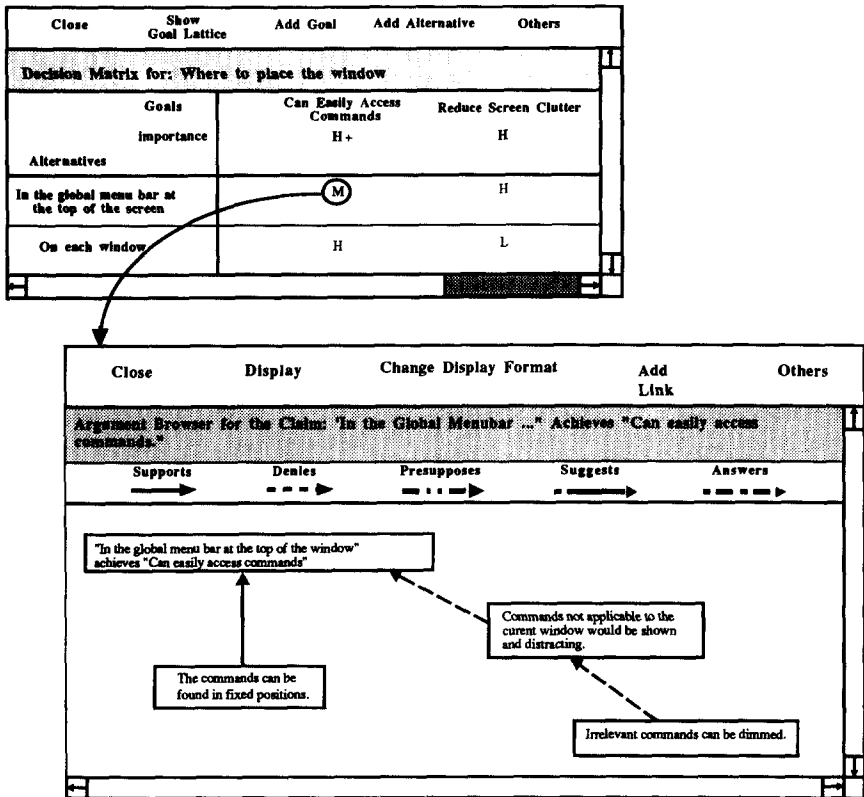 Close Show Add Goal Add Alternative Others
Goal Lattice
Decision Matrix for: Where to place the window
Goals Can Easily Access Reduce Screen Clutter
Commands
importance H+ H
Alternatives
In the global menu bar at M H
the top of the screen
On each window H L
Close Display Change Display Format Add Others
Link
Argument Browser for the Claim: "In the Global Menubar ..." Achieves "Can easily access
commands."
Supports Denies Presupposes Suggests Answers
"In the global menu bar at the top of the window"
achieves "Can easily access commands"
Commands not applicable to the
curent window would be shown
and distracting.
The commands can be
found in fixed positions.
Irrelevant commands can be dimmed.